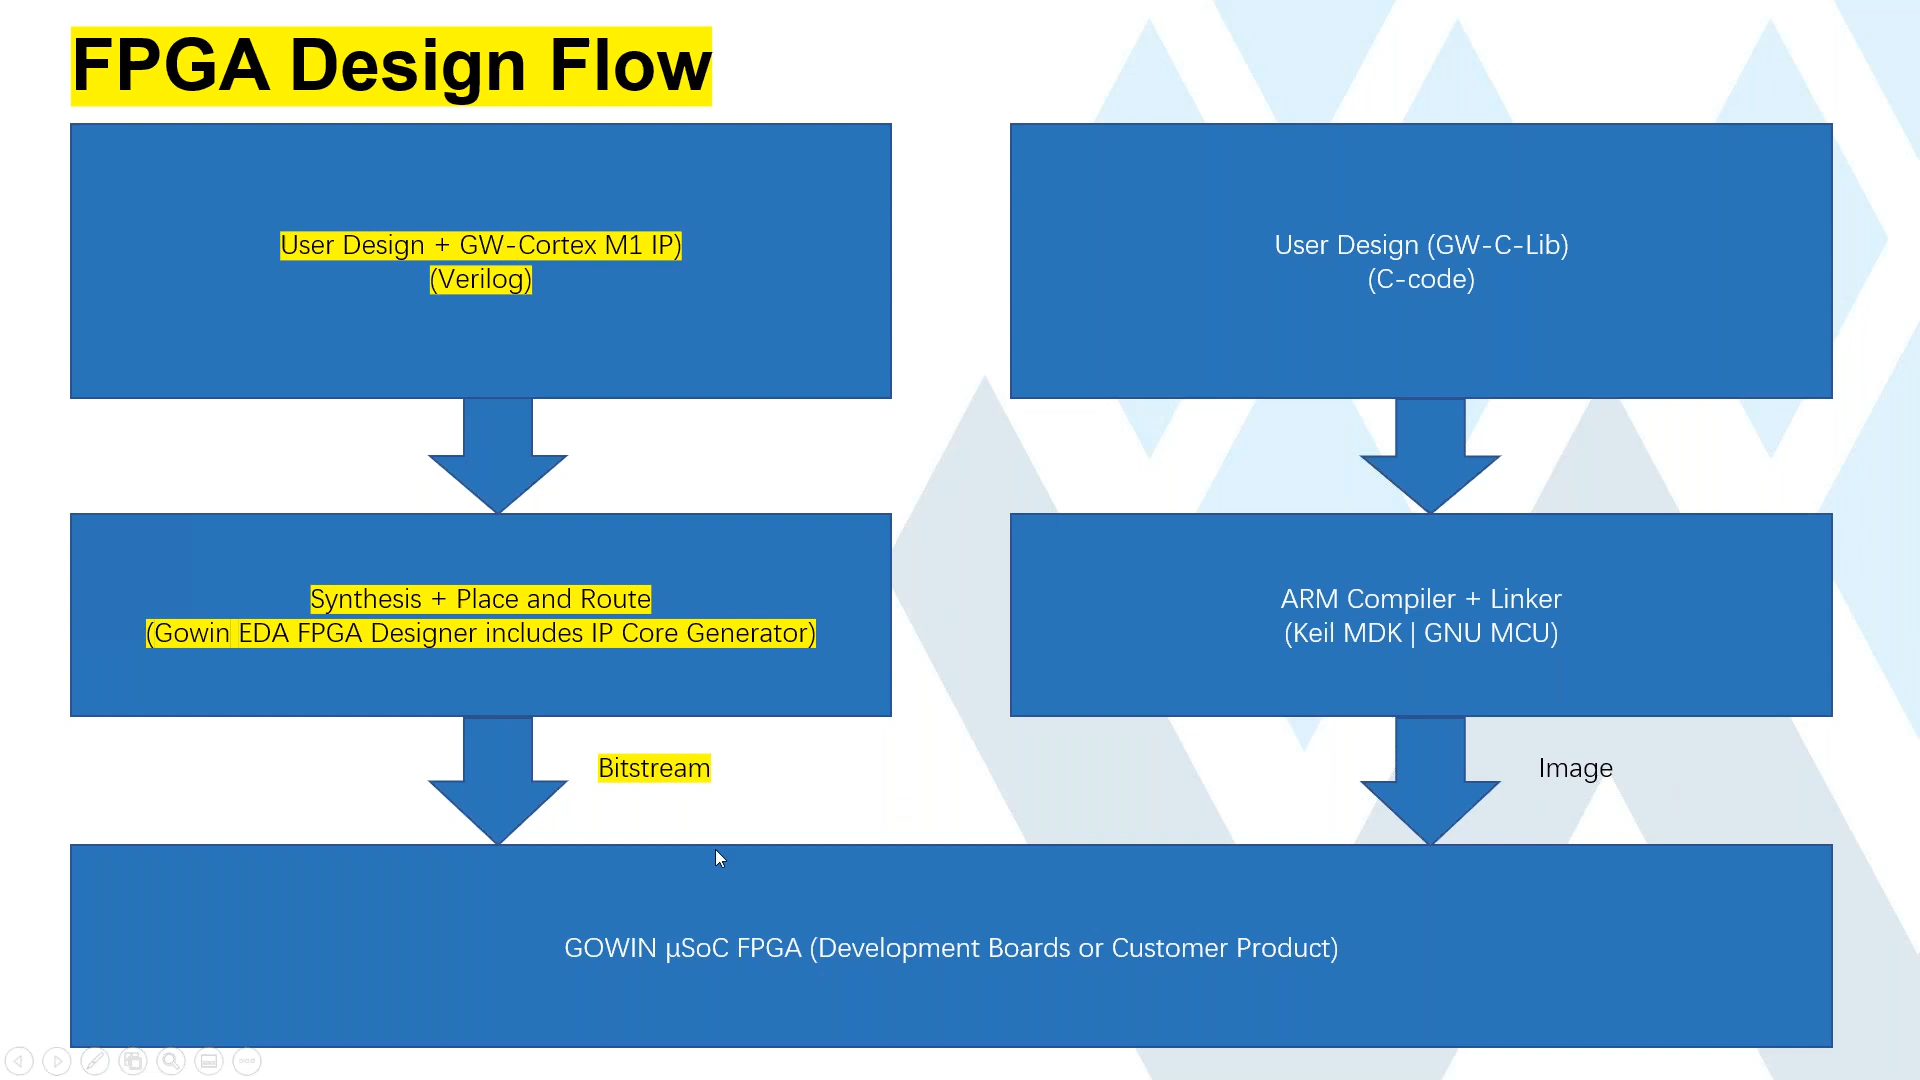 FPGA Design Flow
User Design + GW-Cortex M1 IP)
(Verilog)
User Design (GW-C-Lib)
(C-code)
Synthesis + Place and Route
(Gowin EDA FPGA Designer includes IP Core Generator)
ARM Compiler + Linker
(Keil MDK | GNU MCU)
Bitstream
Image
GOWIN µSoC FPGA (Development Boards or Customer Product)